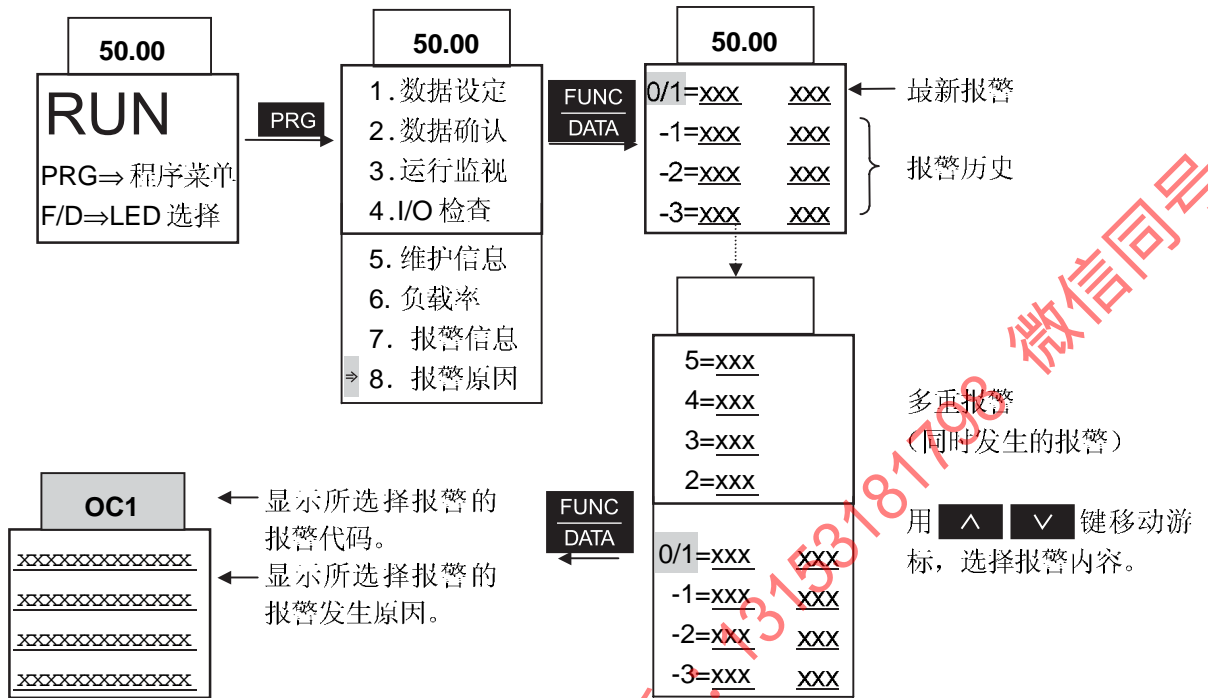 50.00
RUN
PRG⇒程序菜单
F/D⇒LED 选择
PRG
50.00
1.数据设定
2.数据确认
3.运行监视
4.I/O 检查
5. 维护信息
6. 负载率
7. 报警信息
⇒ 8. 报警原因
FUNC
DATA
50.00
0/1=xxx xxx
-1=xxx xxx
-2=xxx xxx
-3=xxx xxx
最新报警
报警历史
5=xxx
4=xxx
3=xxx
2=xxx
0/1=xxx xxx
-1=xxx xxx
-2=xxx xxx
-3=xxx xxx
多重报警
（同时发生的报警）
用 ∧ ∨ 键移动游
标，选择报警内容。
FUNC
DATA
OC1
xxxxxxxxxxxxx
xxxxxxxxxxxxx
xxxxxxxxxxxxx
xxxxxxxxxxxxx
显示所选择报警的
报警代码。
显示所选择报警的
报警发生原因。
13153181798 微信同号